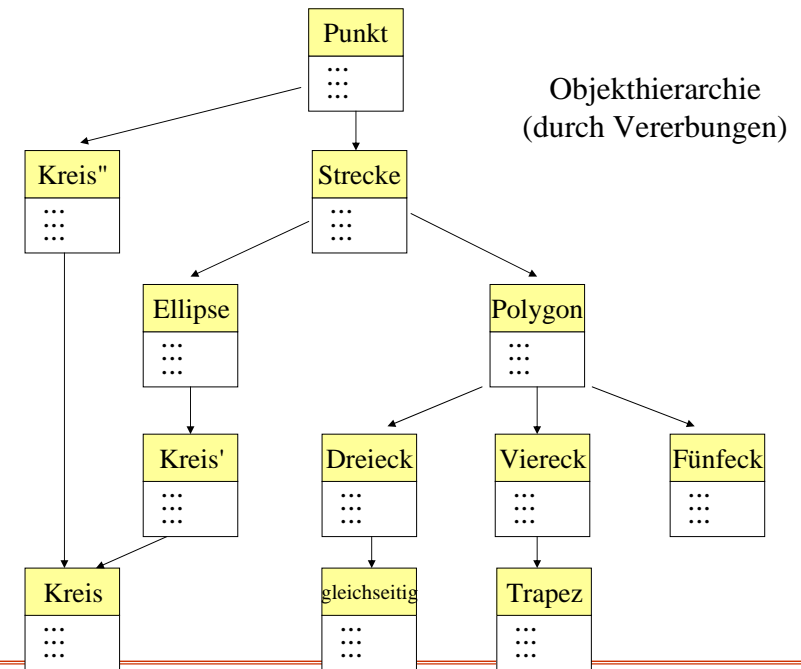 Punkt
:::
Objekthierarchie
(durch Vererbungen)
Kreis"
:::
Strecke
:::
Ellipse
:::
Polygon
:::
Kreis'
:::
Dreieck
:::
Viereck
:::
Fünfeck
:::
Kreis
:::
gleichseitig
:::
Trapez
:::